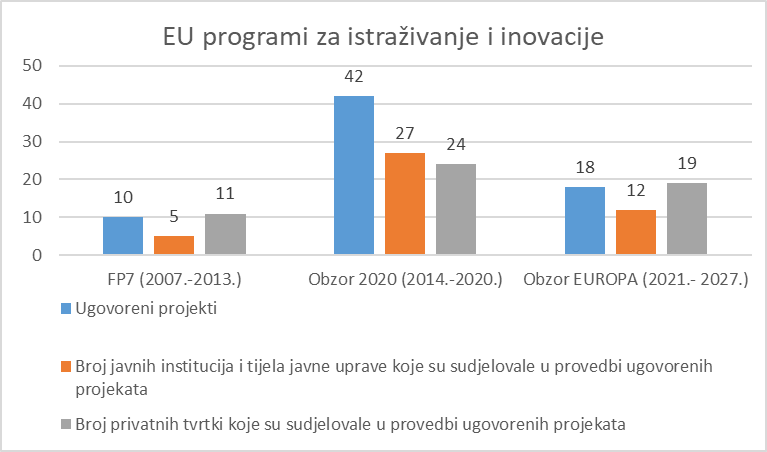 EU programi za istraživanje i inovacije
50
40
30
20
10
0
10
5
11
42
27
24
18
12
19
FP7 (2007.-2013.)
Obzor 2020 (2014.-2020.)
Obzor EUROPA (2021.- 2027.)
Ugovoreni projekti
Broj javnih institucija i tijela javne uprave koje su sudjelovale u provedbi ugovorenih
projekata
Broj privatnih tvrtki koje su sudjelovale u provedbi ugovorenih projekata